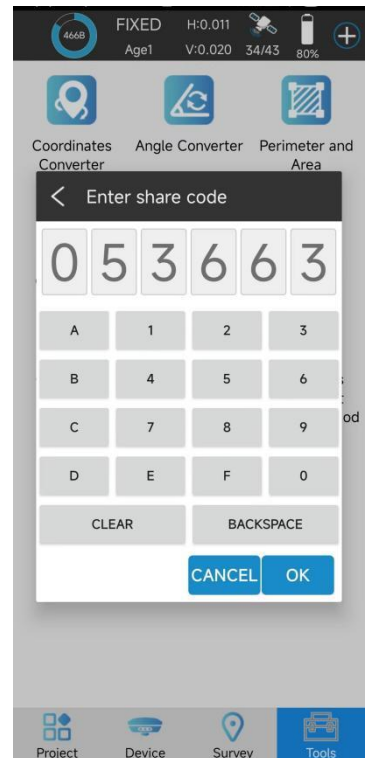 466B FIXED H:0.011
Age1 V:0.020 34/43 80%
Coordinates Converter
Angle Converter
Perimeter and Area
Enter share code
0 5 3 6 6 3
A 1 2 3
B 4 5 6
C 7 8 9
od
D E F 0
CLEAR BACKSPACE
CANCEL OK
Project Device Survey Tools